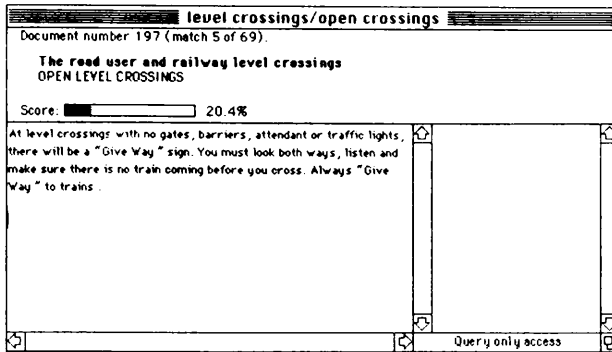 level crossings/open crossings
Document number 197 (match 5 of 69).
The road user and railway level crossings
OPEN LEVEL CROSSINGS
Score: 20.4%
At level crossings with no gates, barriers, attendant or traffic lights,
there will be a "Give Way" sign. You must look both ways, listen and
make sure there is no train coming before you cross. Always "Give
Way" to trains.
Query only access